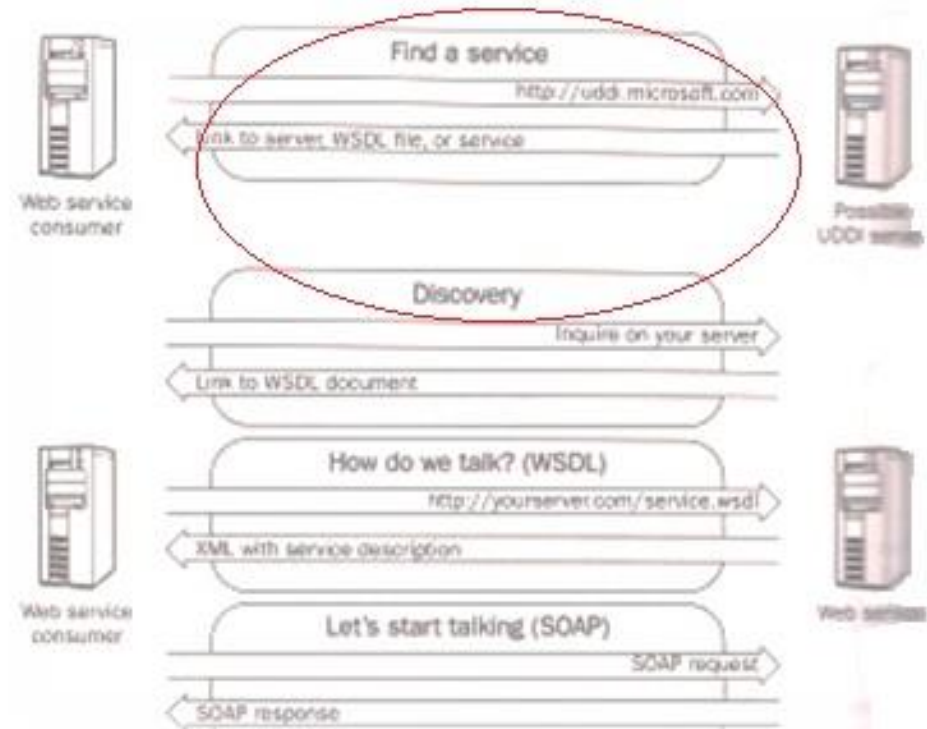 Find a service
http://uddi.microsoft.com
Link to server, WSDL file, or service
Web service
consumer
Possible
UDDI
Discovery
Inquire on your server
Link to WSDL document
How do we talk? (WSDL)
http://yourserver.com/service.wsdl
XML with service description
Web service
consumer
Web
Let's start talking (SOAP)
SOAP request
SOAP response